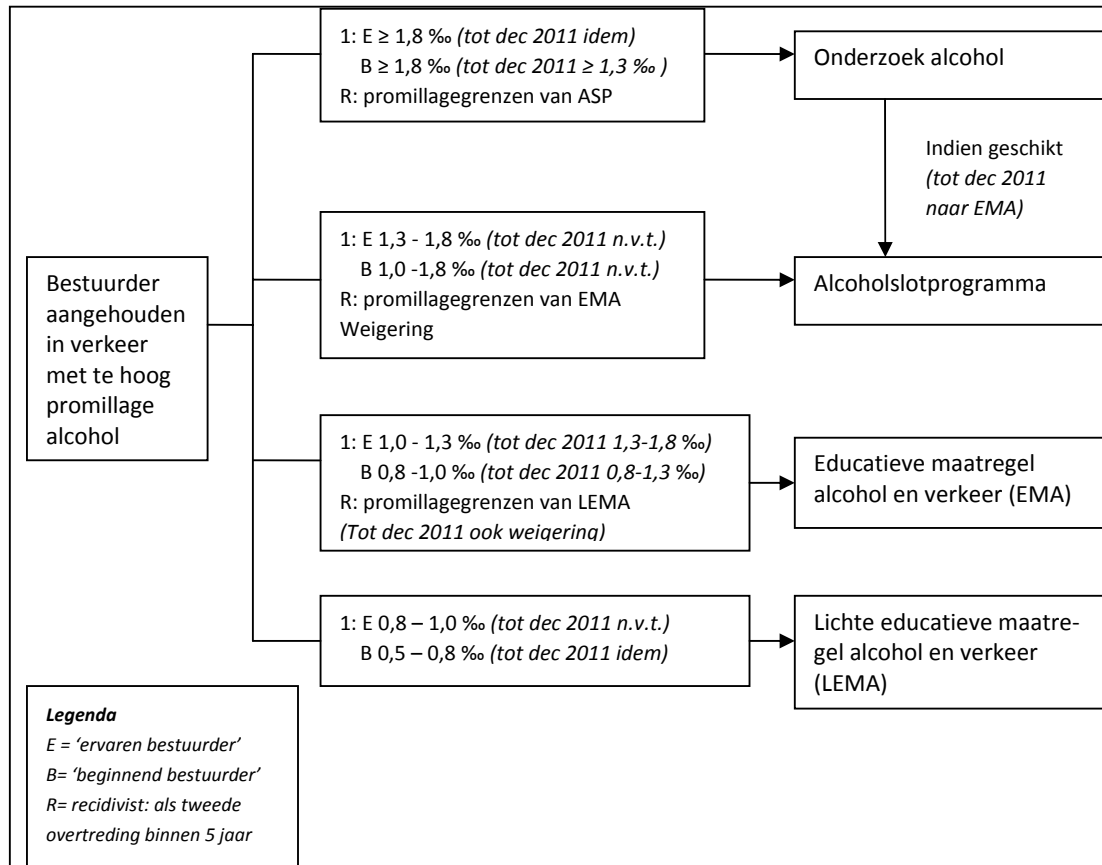 1: E ≥ 1,8 ‰ (tot dec 2011 idem)
B ≥ 1,8 ‰ (tot dec 2011 ≥ 1,3 ‰ )
R: promillagegrenzen van ASP
Onderzoek alcohol
Indien geschikt
(tot dec 2011
naar EMA)
Bestuurder
aangehouden
in verkeer
met te hoog
promillage
alcohol
1: E 1,3 - 1,8 ‰ (tot dec 2011 n.v.t.)
B 1,0 -1,8 ‰ (tot dec 2011 n.v.t.)
R: promillagegrenzen van EMA
Weigering
Alcoholslotprogramma
1: E 1,0 - 1,3 ‰ (tot dec 2011 1,3-1,8 ‰)
B 0,8 -1,0 ‰ (tot dec 2011 0,8-1,3 ‰)
R: promillagegrenzen van LEMA
(Tot dec 2011 ook weigering)
Educatieve maatregel
alcohol en verkeer (EMA)
1: E 0,8 – 1,0 ‰ (tot dec 2011 n.v.t.)
B 0,5 – 0,8 ‰ (tot dec 2011 idem)
Lichte educatieve maatre-
gel alcohol en verkeer
(LEMA)
Legenda
E = ‘ervaren bestuurder’
B= ‘beginnend bestuurder’
R= recidivist: als tweede
overtreding binnen 5 jaar